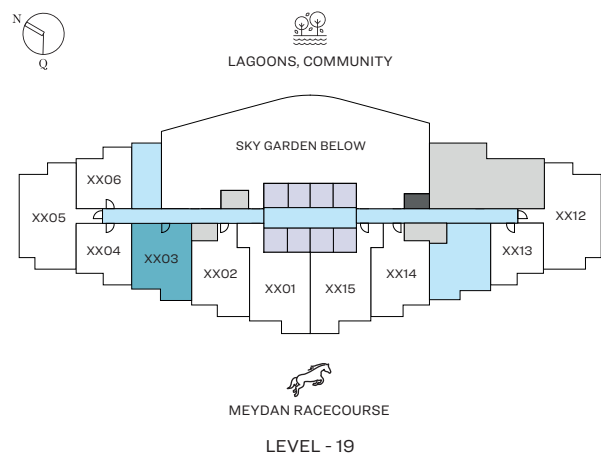 N
Q
LAGOONS, COMMUNITY
SKY GARDEN BELOW
XX06
XX05
XX12
XX04
XX03
XX02
XX01
XX15
XX14
XX13
MEYDAN RACECOURSE
LEVEL - 19